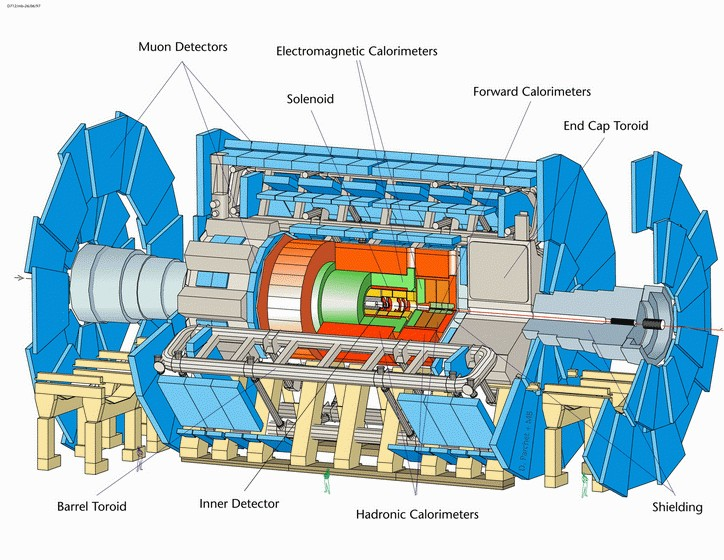 Muon Detectors
Electromagnetic Calorimeters
Solenoid
Forward Calorimeters
End Cap Toroid
Barrel Toroid
Inner Detector
Hadronic Calorimeters
Shielding